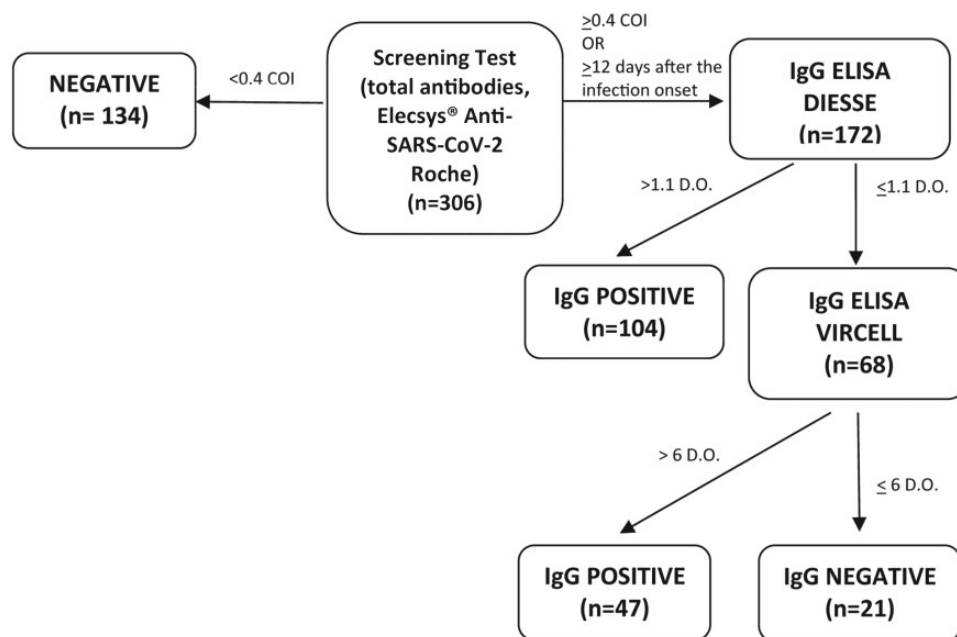 NEGATIVE
(n= 134)
<0.4 COI
Screening Test
(total antibodies,
Elecsys® Anti-
SARS-CoV-2
Roche)
(n=306)
≥0.4 COI
OR
≥12 days after the
infection onset
IgG ELISA
DIESSE
(n=172)
>1.1 D.O.
≤1.1 D.O.
IgG POSITIVE
(n=104)
IgG ELISA
VIRCELL
(n=68)
> 6 D.O.
≤ 6 D.O.
IgG POSITIVE
(n=47)
IgG NEGATIVE
(n=21)